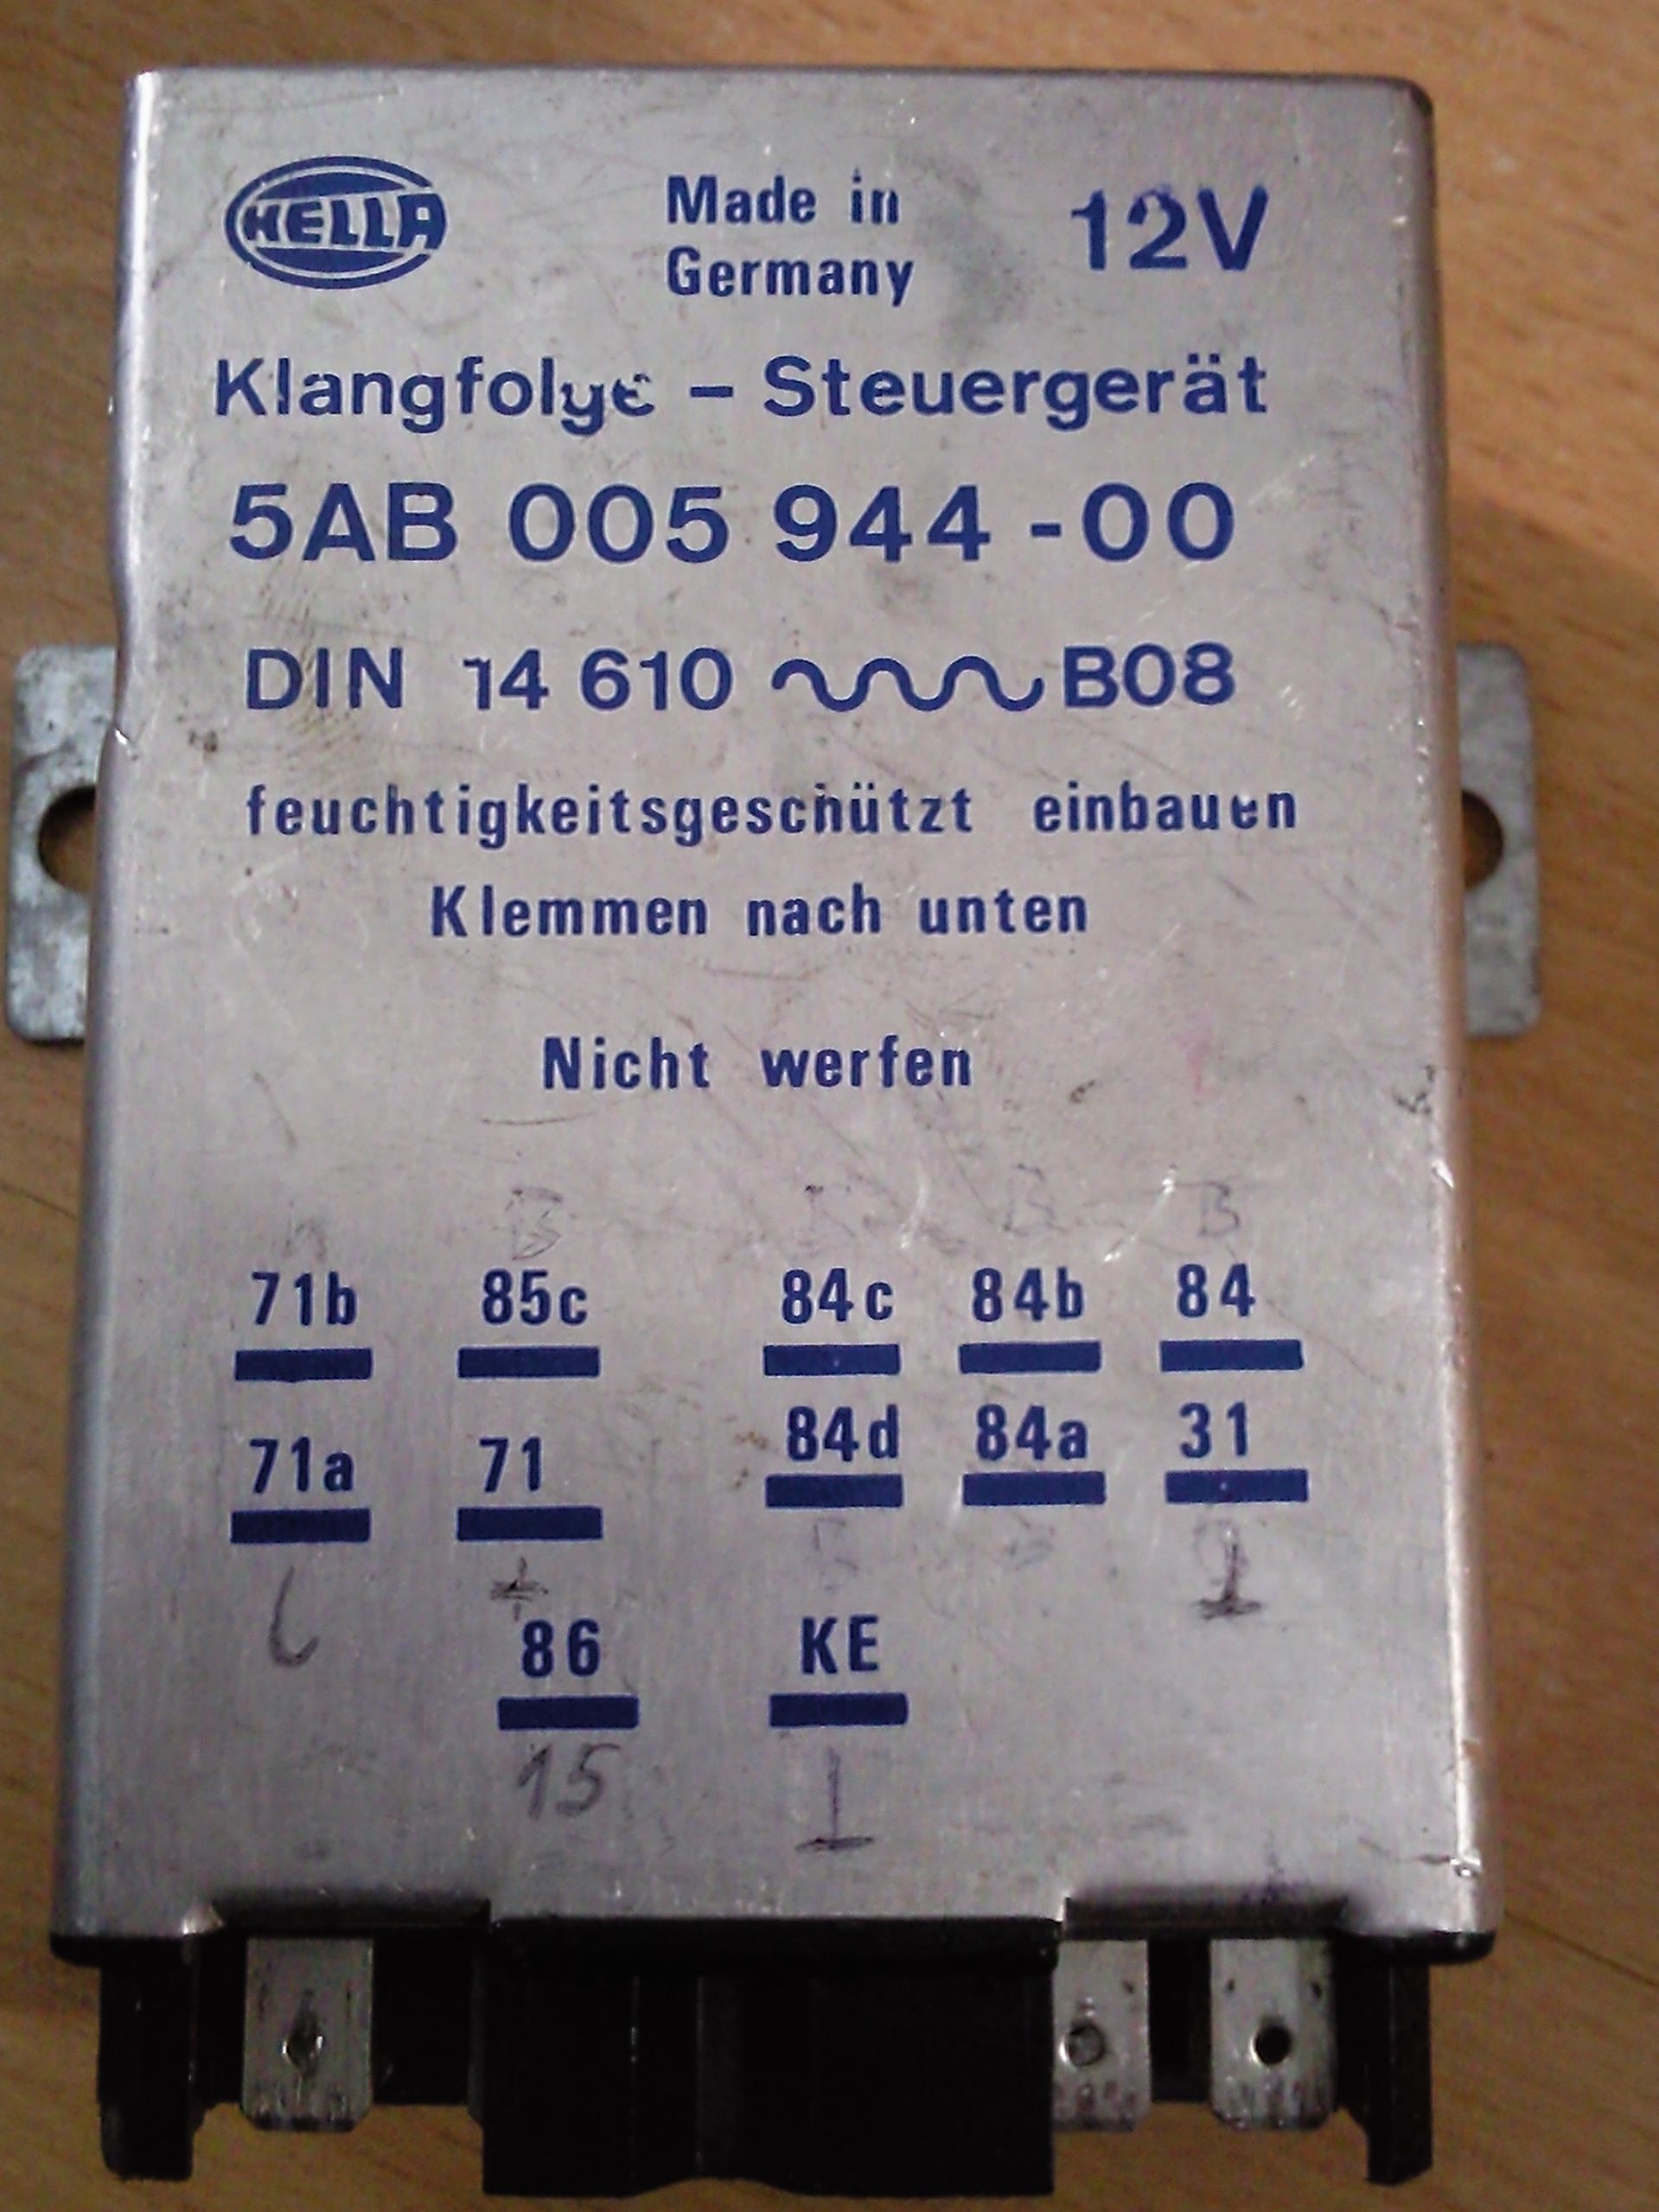 HELLA
Made in
Germany
12V
Klangfolge – Steuergerät
5AB 005 944 -00
DIN 14 610 B08
feuchtigkeitsgeschützt einbauen
Klemmen nach unten
Nicht werfen
B B B
71b 85c 84c 84b 84
71a 71 84d 84a 31
86 KE
15